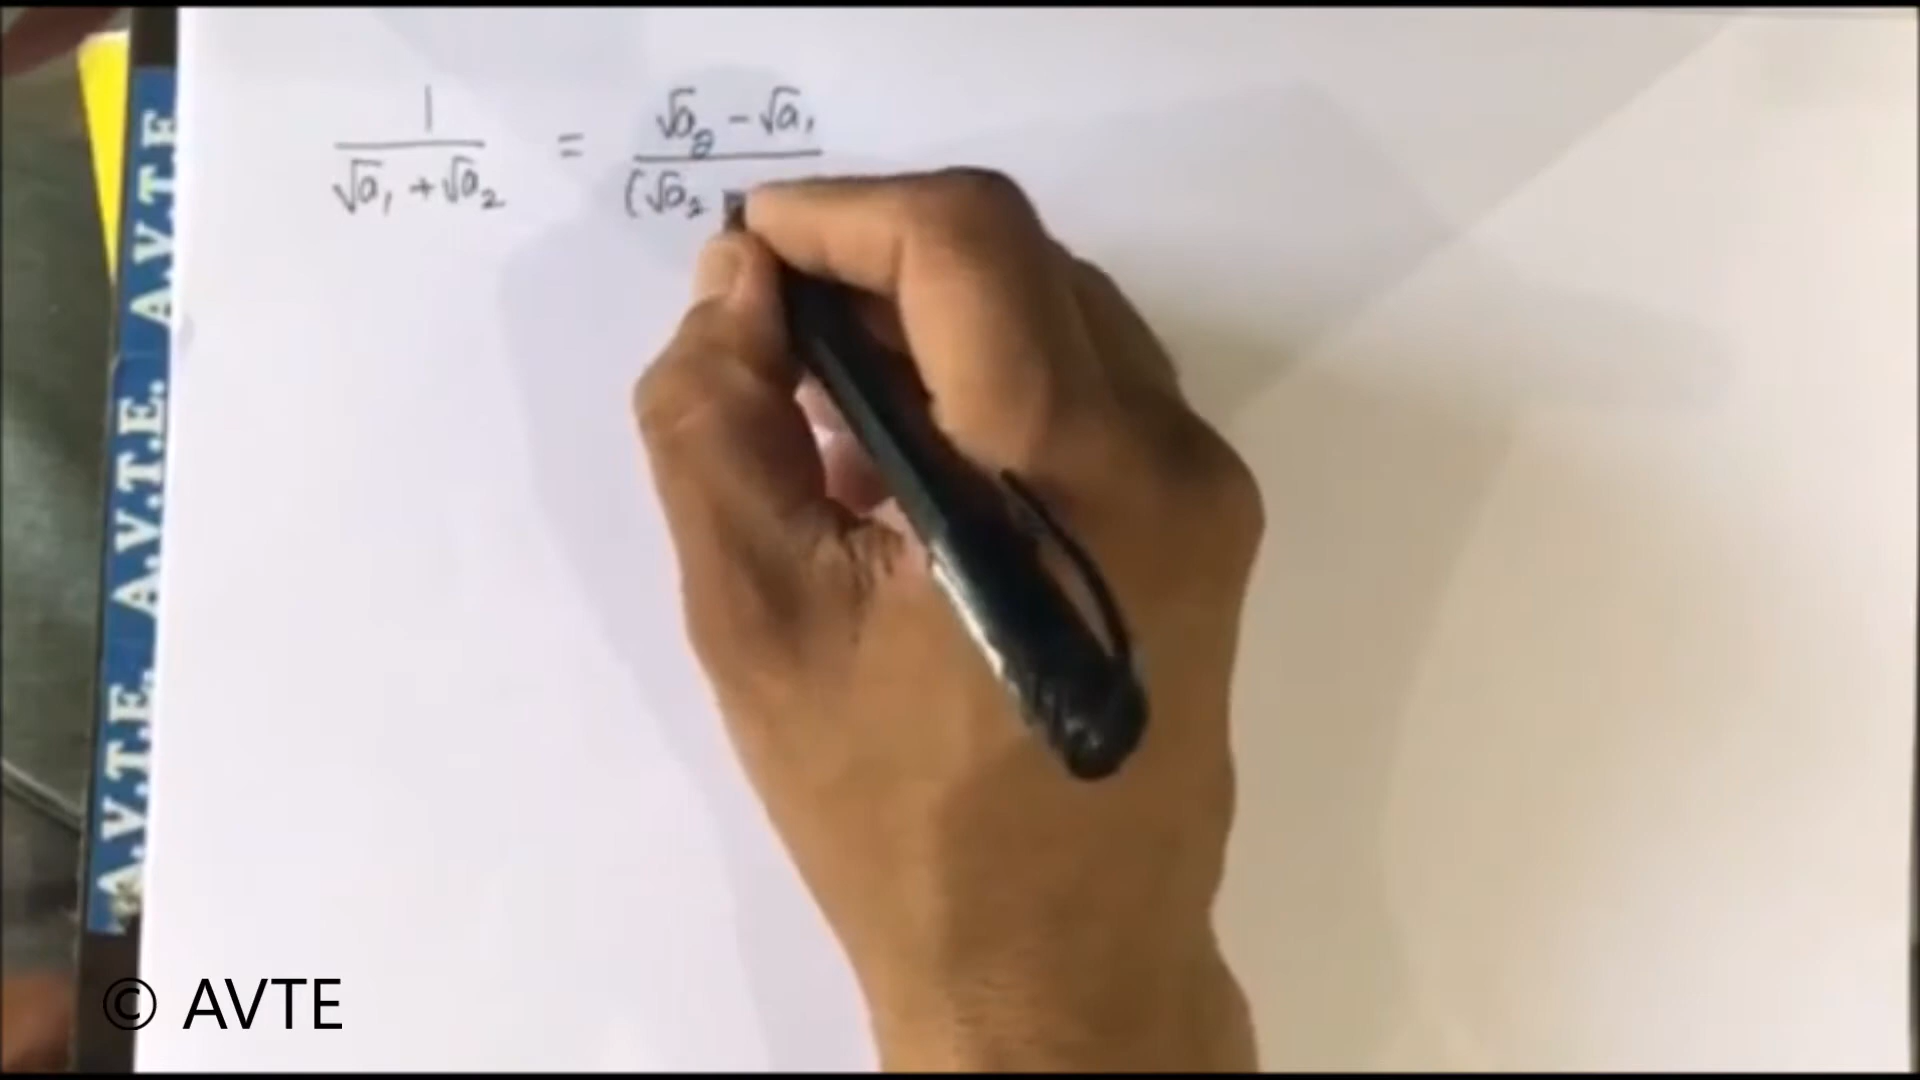 1/(√a₁ + √a₂) = (√a₂ - √a₁)/((√a₂
A.V.T.E. A.V.T.E. A.V.T.E
© AVTE